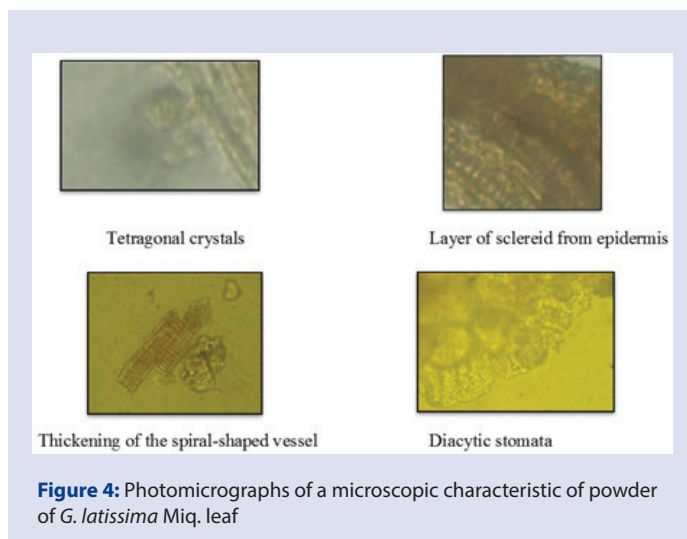 Tetragonal crystals
Layer of sclereid from epidermis
Thickening of the spiral-shaped vessel
Diacytic stomata
Figure 4: Photomicrographs of a microscopic characteristic of powder
of G. latissima Miq. leaf